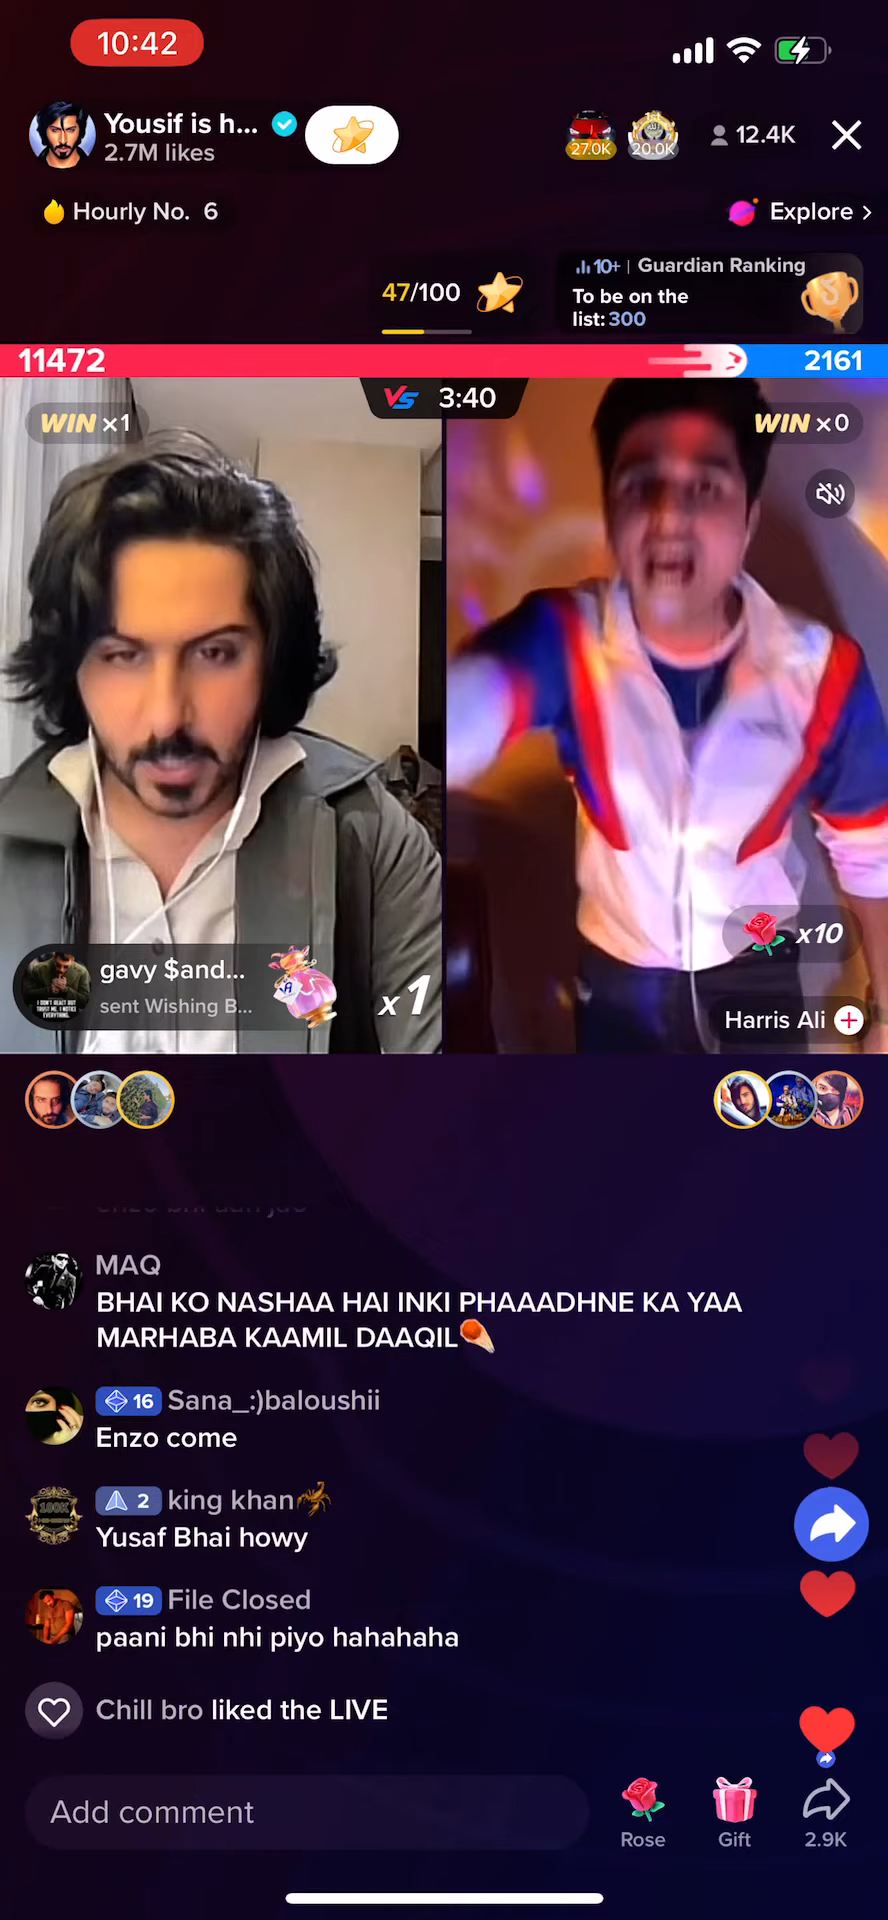 10:42
Yousif is h...
2.7M likes
27.0K
20.0K
12.4K
Hourly No. 6
Explore >
47/100
10+ | Guardian Ranking
To be on the
list: 300
11472
2161
VS 3:40
WIN x1
WIN x0
x10
gavy $and...
sent Wishing B...
x1
Harris Ali
MAQ
BHAI KO NASHAA HAI INKI PHAAADHNE KA YAA
MARHABA KAAMIL DAAQIL
16 Sana_:)baloushii
Enzo come
2 king khan
Yusaf Bhai howy
19 File Closed
paani bhi nhi piyo hahahaha
Chill bro liked the LIVE
Add comment
Rose
Gift
2.9K